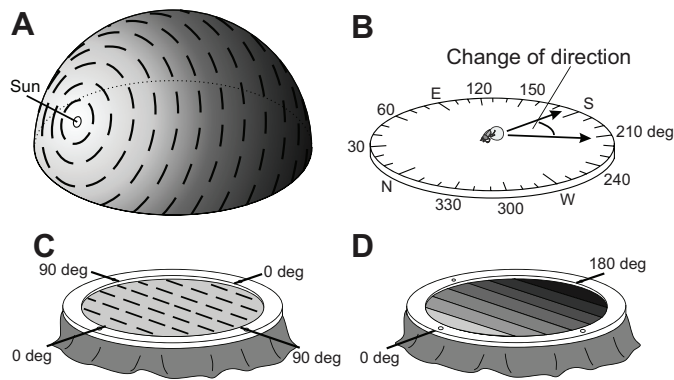 A
Sun
B
Change of direction
E
120
150
S
60
210 deg
30
240
N
W
330
300
C
90 deg
0 deg
0 deg
90 deg
D
180 deg
0 deg